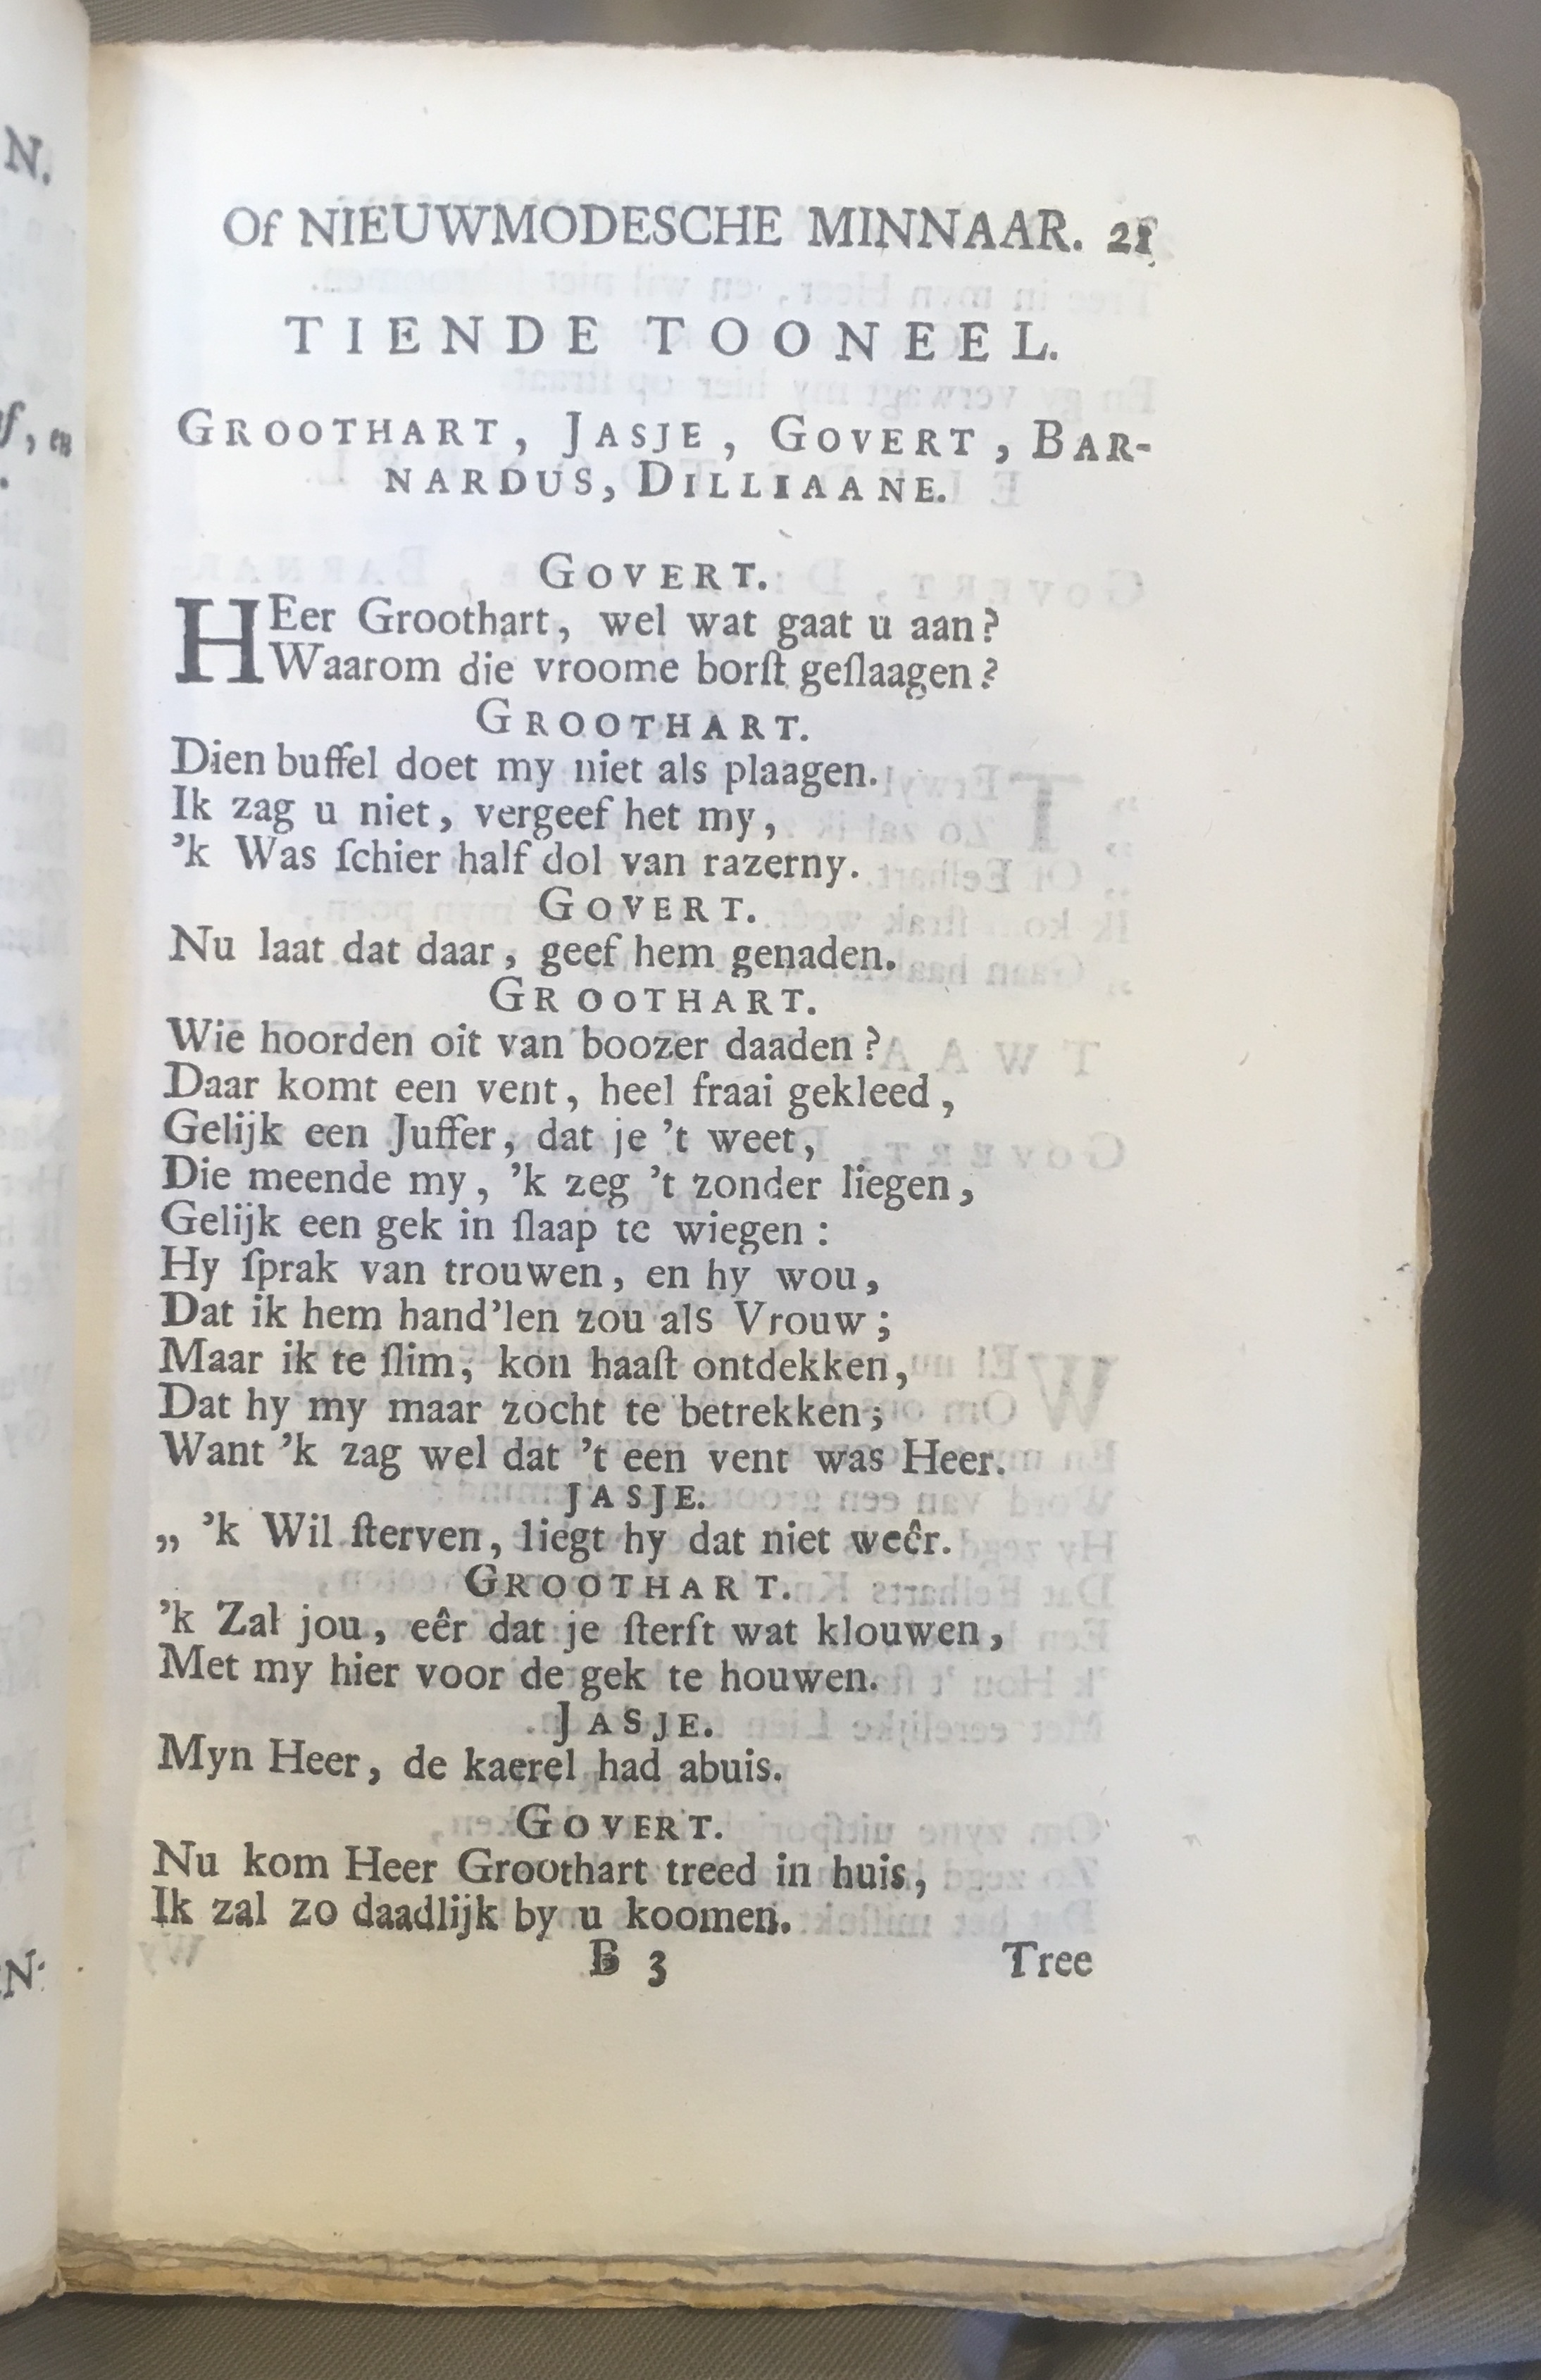 Of NIEUWMODESCHE MINNAAR. 21
TIENDE TOONEEL.
GROOTHART, JASJE, GOVERT, BAR-
NARDUS, DILLIAANE.
GOVERT.
HEer Groothart, wel wat gaat u aan?
Waarom die vroome borſt geſlaagen?
GROOTHART.
Dien buffel doet my niet als plaagen.
Ik zag u niet, vergeef het my,
’k Was ſchier half dol van razerny.
GOVERT.
Nu laat dat daar, geef hem genaden.
GROOTHART.
Wie hoorden oit van boozer daaden?
Daar komt een vent, heel fraai gekleed,
Gelijk een Juffer, dat je ’t weet,
Die meende my, ’k zeg ’t zonder liegen,
Gelijk een gek in ſlaap te wiegen:
Hy ſprak van trouwen, en hy wou,
Dat ik hem hand’len zou als Vrouw;
Maar ik te ſlim, kon haaſt ontdekken,
Dat hy my maar zocht te betrekken;
Want ’k zag wel dat ’t een vent was Heer.
JASJE.
„ ’k Wil ſterven, liegt hy dat niet weêr.
GROOTHART.
’k Zal jou, eêr dat je ſterft wat klouwen,
Met my hier voor de gek te houwen.
JASJE.
Myn Heer, de kaerel had abuis.
GOVERT.
Nu kom Heer Groothart treed in huis,
Ik zal zo daadlijk by u koomen.
B 3 Tree